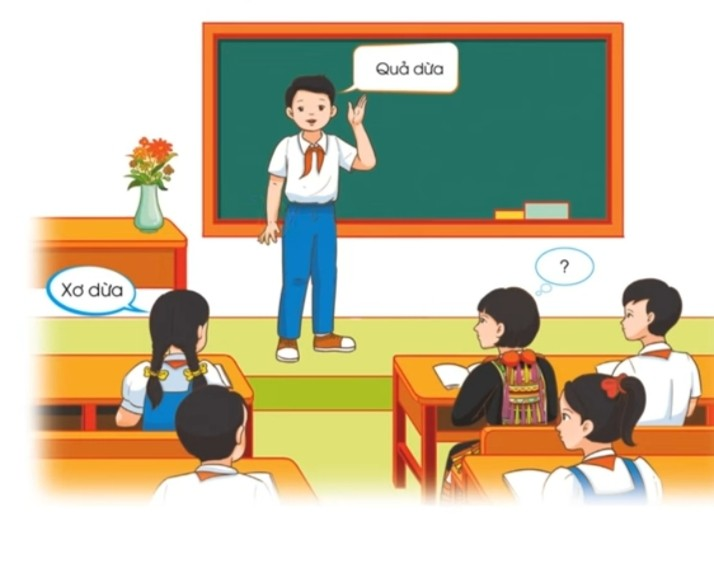 Quả dừa
Xơ dừa
?